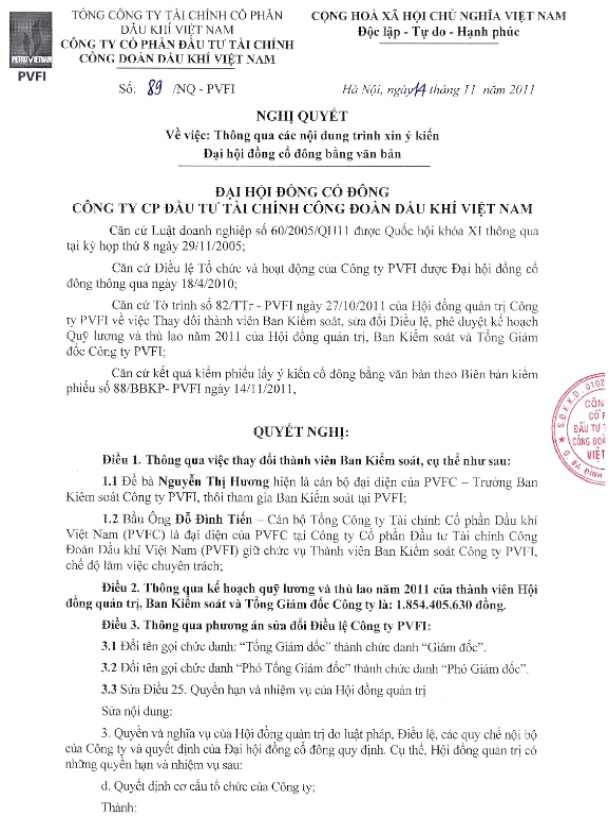 TỔNG CÔNG TY TÀI CHÍNH CỔ PHẦN
DẦU KHÍ VIỆT NAM
CÔNG TY CỔ PHẦN ĐẦU TƯ TÀI CHÍNH
CÔNG ĐOÀN DẦU KHÍ VIỆT NAM
PETROVIETNAM
PVFI
CỘNG HOÀ XÃ HỘI CHỦ NGHĨA VIỆT NAM
Độc lập - Tự do - Hạnh phúc
Số: 89 /NQ - PVFI
Hà Nội, ngày 14 tháng 11 năm 2011
NGHỊ QUYẾT
Về việc: Thông qua các nội dung trình xin ý kiến
Đại hội đồng cổ đông bằng văn bản
ĐẠI HỘI ĐỒNG CỔ ĐÔNG
CÔNG TY CP ĐẦU TƯ TÀI CHÍNH CÔNG ĐOÀN DẦU KHÍ VIỆT NAM
Căn cứ Luật doanh nghiệp số 60/2005/QH11 được Quốc hội khóa XI thông qua
tại kỳ họp thứ 8 ngày 29/11/2005;
Căn cứ Điều lệ Tổ chức và hoạt động của Công ty PVFI được Đại hội đồng cổ
đông thông qua ngày 18/4/2010;
Căn cứ Tờ trình số 82/TTr - PVFI ngày 27/10/2011 của Hội đồng quản trị Công
ty PVFI về việc Thay đổi thành viên Ban Kiểm soát, sửa đổi Điều lệ, phê duyệt kế hoạch
Quỹ lương và thù lao năm 2011 của Hội đồng quản trị, Ban Kiểm soát và Tổng Giám
đốc Công ty PVFI;
Căn cứ kết quả kiểm phiếu lấy ý kiến cổ đông bằng văn bản theo Biên bản kiểm
phiếu số 88/BBKP- PVFI ngày 14/11/2011,
QUYẾT NGHỊ:
Điều 1. Thông qua việc thay đổi thành viên Ban Kiểm soát, cụ thể như sau:
1.1 Để bà Nguyễn Thị Hương hiện là cán bộ đại diện của PVFC – Trưởng Ban
Kiểm soát Công ty PVFI, thôi tham gia Ban Kiểm soát tại PVFI;
1.2 Bầu Ông Đỗ Đình Tiến – Cán bộ Tổng Công ty Tài chính Cổ phần Dầu khí
Việt Nam (PVFC) là đại diện của PVFC tại Công ty Cổ phần Đầu tư Tài chính Công
Đoàn Dầu khí Việt Nam (PVFI) giữ chức vụ Thành viên Ban Kiểm soát Công ty PVFI,
chế độ làm việc chuyên trách;
Điều 2. Thông qua kế hoạch quỹ lương và thù lao năm 2011 của thành viên Hội
đồng quản trị, Ban Kiểm soát và Tổng Giám đốc Công ty là: 1.854.405.630 đồng.
Điều 3. Thông qua phương án sửa đổi Điều lệ Công ty PVFI:
3.1 Đổi tên gọi chức danh: “Tổng Giám đốc” thành chức danh “Giám đốc”.
3.2 Đổi tên gọi chức danh “Phó Tổng Giám đốc” thành chức danh “Phó Giám đốc”.
3.3 Sửa Điều 25. Quyền hạn và nhiệm vụ của Hội đồng quản trị
Sửa nội dung:
3. Quyền và nghĩa vụ của Hội đồng quản trị do luật pháp, Điều lệ, các quy chế nội bộ
của Công ty và quyết định của Đại hội đồng cổ đông quy định. Cụ thể, Hội đồng quản trị có
những quyền hạn và nhiệm vụ sau:
d. Quyết định cơ cấu tổ chức của Công ty;
Thành:
S.Đ.K.K.D. 0102
CÔN
CỔ P
ĐẦU TƯ T
CÔNG ĐOÀ
VIỆT
Q. BA ĐÌNH